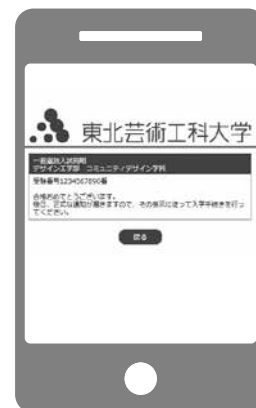 東北芸術工科大学
一般選抜入試前期
デザイン工学部 コミュニティデザイン学科
受験番号1234567890番
合格おめでとうございます。
後日、正式な通知が届きますので、その指示に従って入学手続きを行っ
てください。
戻る